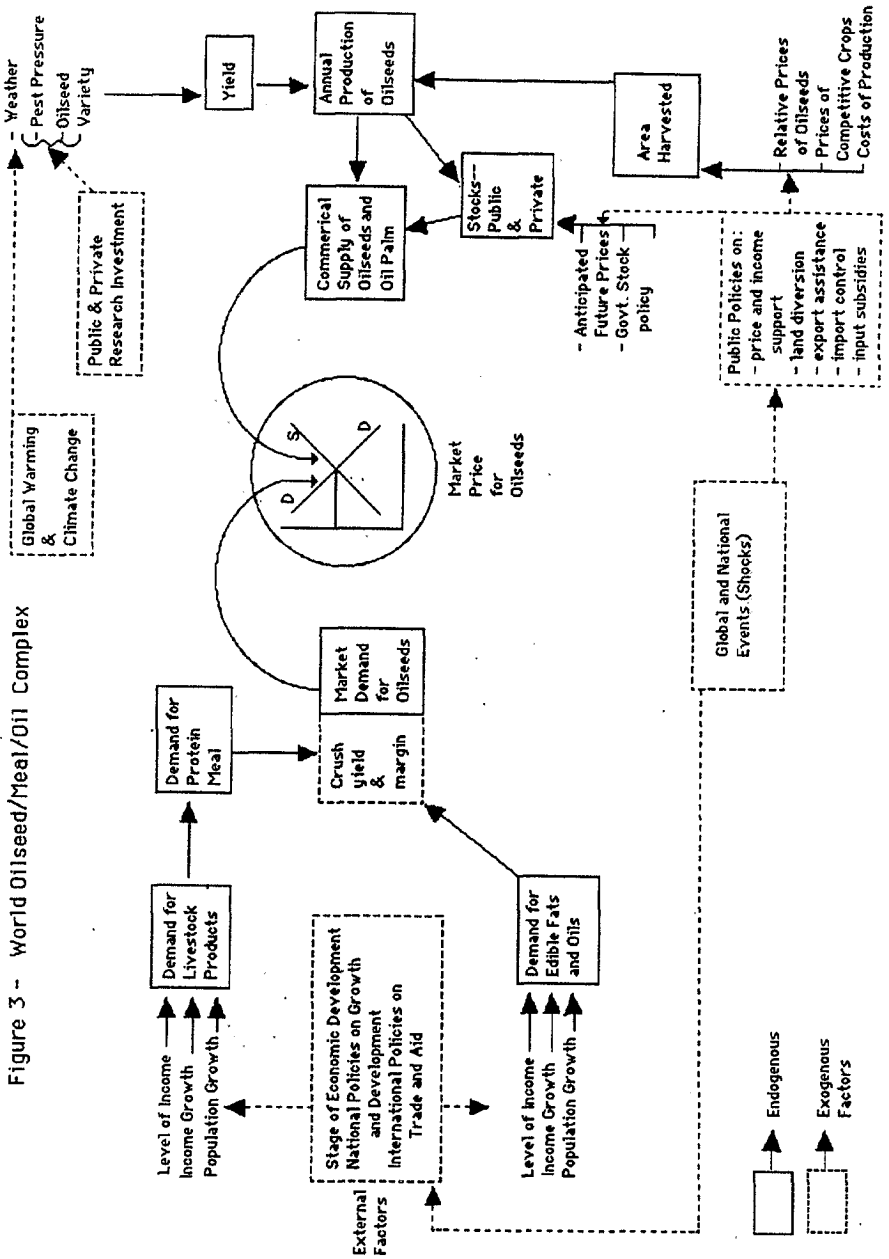 Figure 3 - World Oilseed/Meal/Oil Complex
Level of Income
Income Growth
Population Growth
Demand for
Livestock
Products
Demand for
Protein
Meal
External
Factors
Stage of Economic Development
National Policies on Growth
and Development
International Policies on
Trade and Aid
Level of Income
Income Growth
Population Growth
Demand for
Edible Fats
and Oils
Crush
yield
&
margin
Market
Demand
for
Oilseeds
D
S
D
Market
Price
for
Oilseeds
Global Warming
&
Climate Change
Public & Private
Research Investment
- Weather
- Pest Pressure
- Oilseed
Variety
Yield
Annual
Production
of
Oilseeds
Commerical
Supply of
Oilseeds and
Oil Palm
Stocks--
Public
&
Private
- Anticipated
Future Prices
- Govt. Stock
policy
Area
Harvested
- Relative Prices
of Oilseeds
- Prices of
Competitive Crops
Costs of Production
Public Policies on:
- price and income
support
- land diversion
- export assistance
- import control
- input subsidies
Global and National
Events (Shocks)
Endogenous
Exogenous
Factors